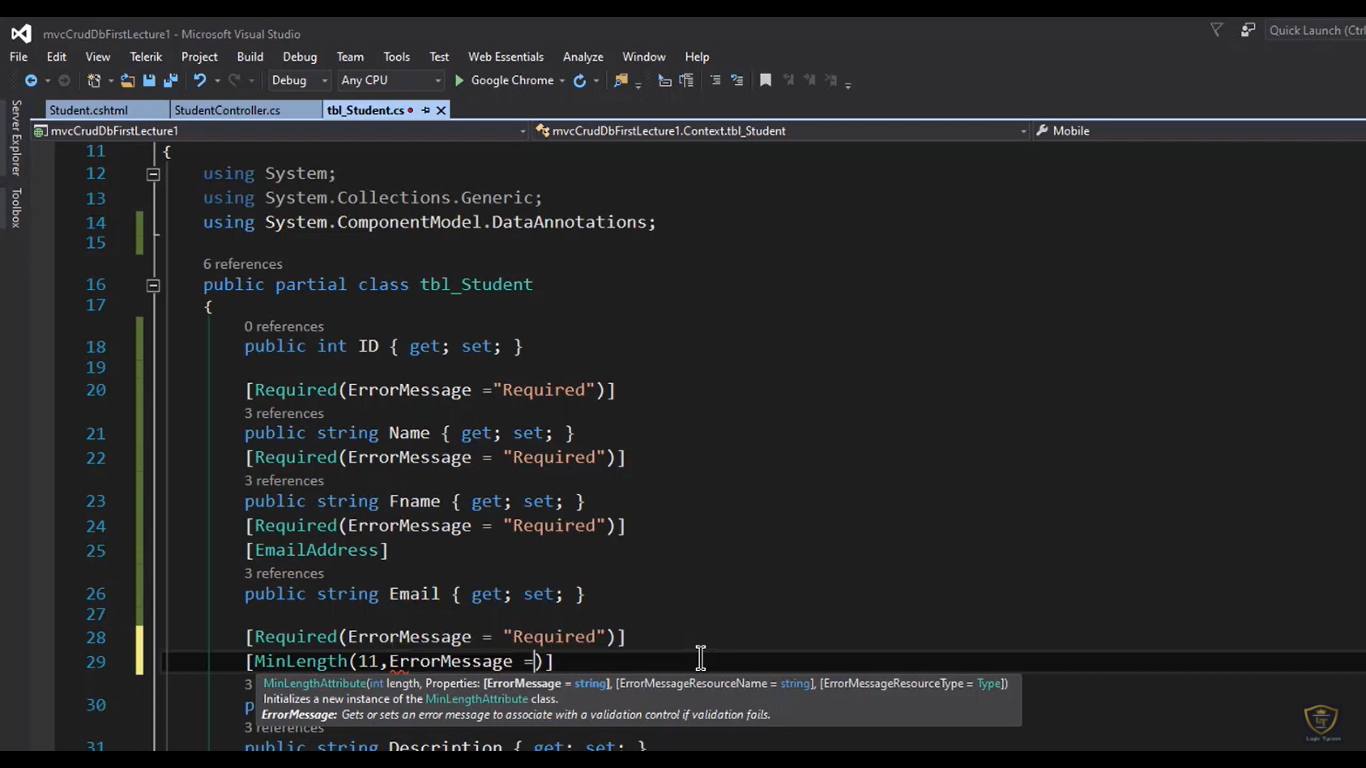 mvcCrudDbFirstLecture1 - Microsoft Visual Studio
Quick Launch (Ctrl
File Edit View Telerik Project Build Debug Team Tools Test Web Essentials Analyze Window Help
Debug Any CPU Google Chrome
Student.cshtml StudentController.cs tbl_Student.cs
mvcCrudDbFirstLecture1 mvcCrudDbFirstLecture1.Context.tbl_Student Mobile
Server Explorer
Toolbox
11 {
12 using System;
13 using System.Collections.Generic;
14 using System.ComponentModel.DataAnnotations;
15
6 references
16 public partial class tbl_Student
17 {
0 references
18 public int ID { get; set; }
19
20 [Required(ErrorMessage ="Required")]
3 references
21 public string Name { get; set; }
22 [Required(ErrorMessage = "Required")]
3 references
23 public string Fname { get; set; }
24 [Required(ErrorMessage = "Required")]
25 [EmailAddress]
3 references
26 public string Email { get; set; }
27
28 [Required(ErrorMessage = "Required")]
29 [MinLength(11,ErrorMessage =)]
3
MinLengthAttribute(int length, Properties: [ErrorMessage = string], [ErrorMessageResourceName = string], [ErrorMessageResourceType = Type])
Initializes a new instance of the MinLengthAttribute class.
30 p
ErrorMessage: Gets or sets an error message to associate with a validation control if validation fails.
3 references
31 public string Description { get; set; }
Logic Tycoon